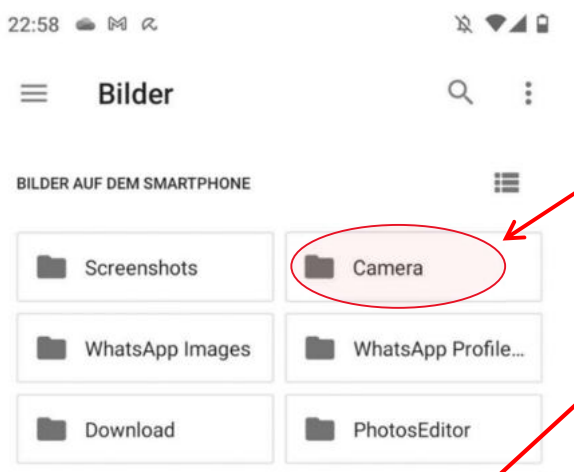 22:58
Bilder
BILDER AUF DEM SMARTPHONE
Screenshots
Camera
WhatsApp Images
WhatsApp Profile...
Download
PhotosEditor